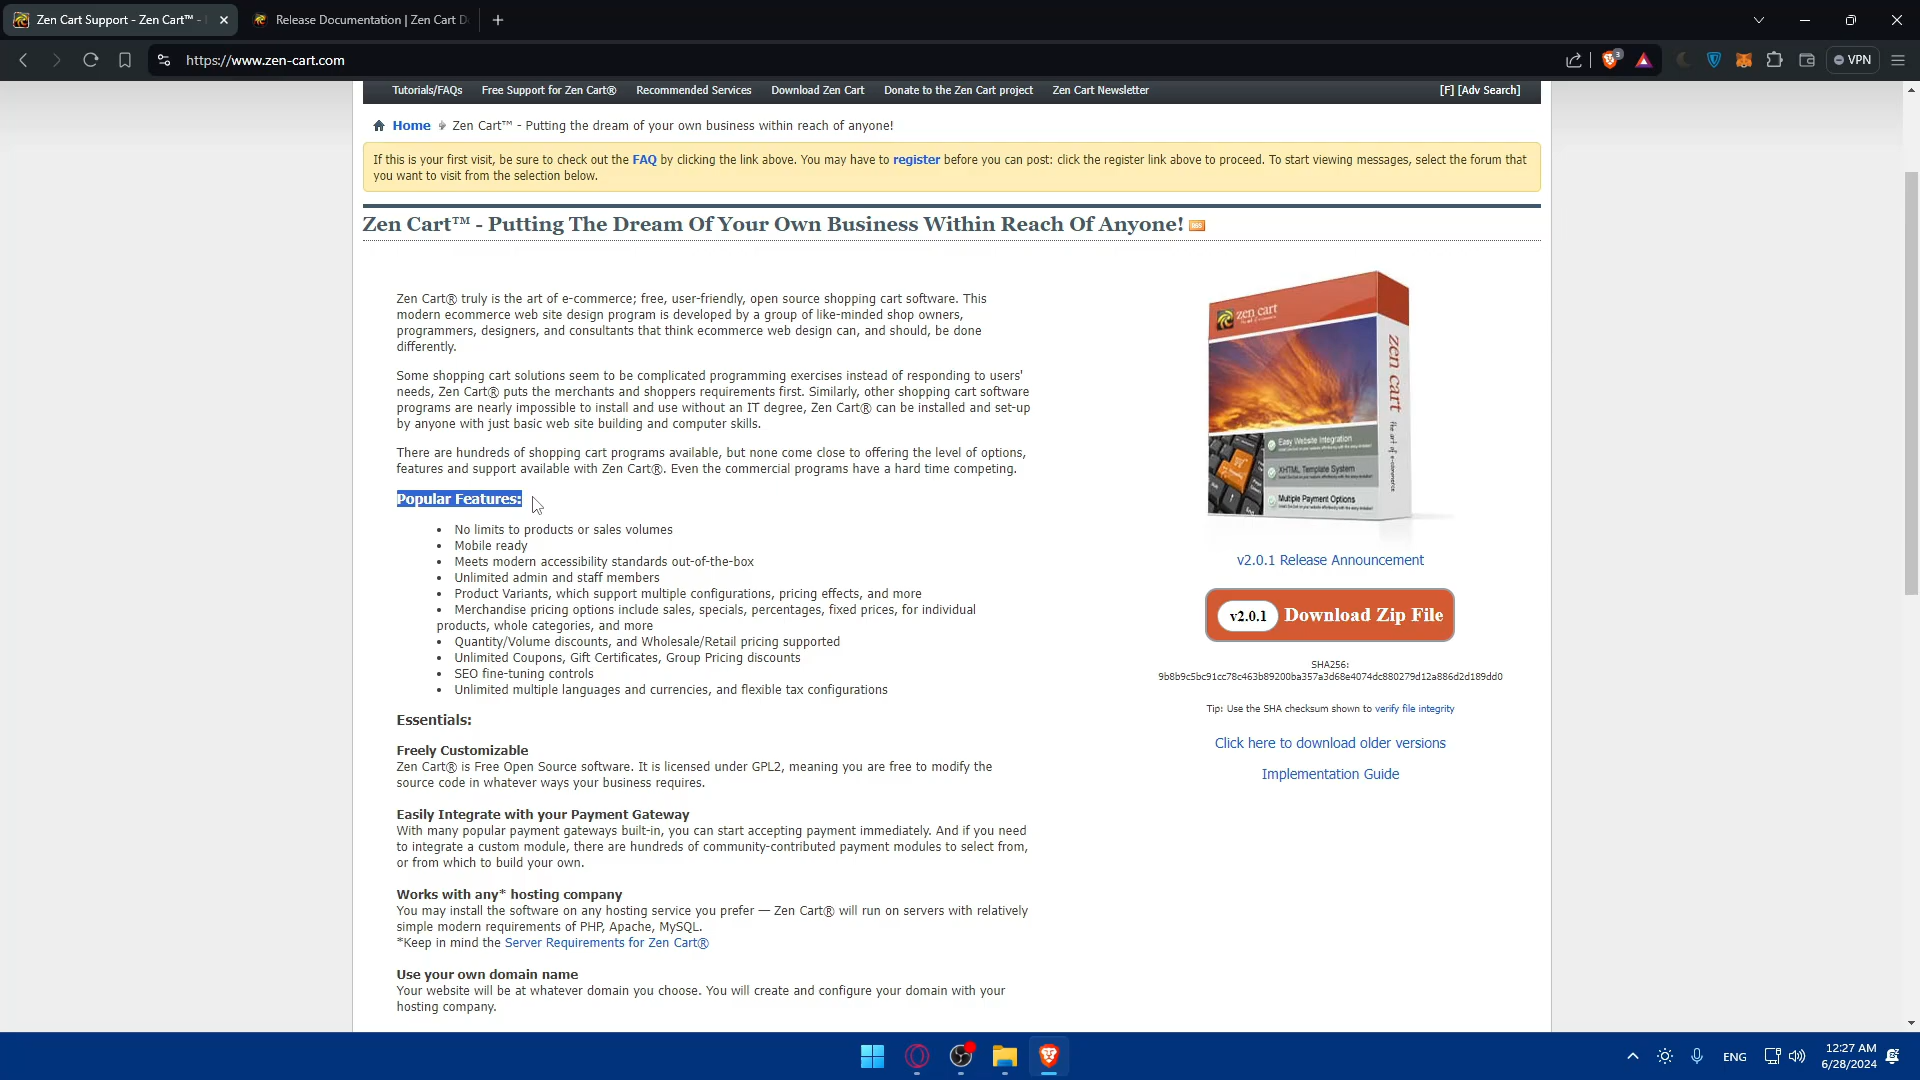 Zen Cart Support - Zen Cart™ -
Release Documentation | Zen Cart D
https://www.zen-cart.com
3
VPN
Tutorials/FAQs
Free Support for Zen Cart®
Recommended Services
Download Zen Cart
Donate to the Zen Cart project
Zen Cart Newsletter
[F] [Adv Search]
Home
Zen Cart™ - Putting the dream of your own business within reach of anyone!
If this is your first visit, be sure to check out the FAQ by clicking the link above. You may have to register before you can post: click the register link above to proceed. To start viewing messages, select the forum that
you want to visit from the selection below.
Zen Cart™ - Putting The Dream Of Your Own Business Within Reach Of Anyone!
Zen Cart® truly is the art of e-commerce; free, user-friendly, open source shopping cart software. This
modern ecommerce web site design program is developed by a group of like-minded shop owners,
programmers, designers, and consultants that think ecommerce web design can, and should, be done
differently.
Some shopping cart solutions seem to be complicated programming exercises instead of responding to users'
needs, Zen Cart® puts the merchants and shoppers requirements first. Similarly, other shopping cart software
programs are nearly impossible to install and use without an IT degree, Zen Cart® can be installed and set-up
by anyone with just basic web site building and computer skills.
There are hundreds of shopping cart programs available, but none come close to offering the level of options,
features and support available with Zen Cart®. Even the commercial programs have a hard time competing.
Popular Features:
• No limits to products or sales volumes
• Mobile ready
• Meets modern accessibility standards out-of-the-box
• Unlimited admin and staff members
• Product Variants, which support multiple configurations, pricing effects, and more
• Merchandise pricing options include sales, specials, percentages, fixed prices, for individual
products, whole categories, and more
• Quantity/Volume discounts, and Wholesale/Retail pricing supported
• Unlimited Coupons, Gift Certificates, Group Pricing discounts
• SEO fine-tuning controls
• Unlimited multiple languages and currencies, and flexible tax configurations
Essentials:
Freely Customizable
Zen Cart® is Free Open Source software. It is licensed under GPL2, meaning you are free to modify the
source code in whatever ways your business requires.
Easily Integrate with your Payment Gateway
With many popular payment gateways built-in, you can start accepting payment immediately. And if you need
to integrate a custom module, there are hundreds of community-contributed payment modules to select from,
or from which to build your own.
Works with any* hosting company
You may install the software on any hosting service you prefer — Zen Cart® will run on servers with relatively
simple modern requirements of PHP, Apache, MySQL.
*Keep in mind the Server Requirements for Zen Cart®
Use your own domain name
Your website will be at whatever domain you choose. You will create and configure your domain with your
hosting company.
zen cart
zen cart
the art of e-commerce
Easy Website Integration
XHTML Template System
Multiple Payment Options
v2.0.1 Release Announcement
v2.0.1 Download Zip File
SHA256:
9b8b9c5bc91cc78c463b89200ba357a3d68e4074dc880279d12a886d2d189dd0
Tip: Use the SHA checksum shown to verify file integrity
Click here to download older versions
Implementation Guide
ENG
12:27 AM
6/28/2024